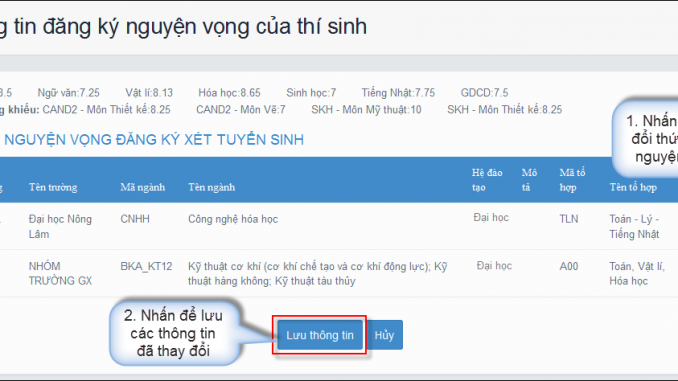 g tin đăng ký nguyện vọng của thí sinh
3.5 Ngữ văn:7.25 Vật lí:8.13 Hóa học:8.65 Sinh học:7 Tiếng Nhật:7.75 GDCD:7.5
g khiếu: CAND2 - Môn Thiết kế:8.25 CAND2 - Môn Vẽ:7 SKH - Môn Mỹ thuật:10 SKH - Môn Thiết kế:8.25
NGUYỆN VỌNG ĐĂNG KÝ XÉT TUYỂN SINH
1. Nhấn
đổi thứ
nguyện
g Tên trường Mã ngành Tên ngành Hệ đào Mô Mã tổ Tên tổ hợp
tạo tả hợp
Đại học Nông CNHH Công nghệ hóa học Đại học TLN Toán - Lý -
Lâm Tiếng Nhật
NHÓM BKA_KT12 Kỹ thuật cơ khí (cơ khí chế tạo và cơ khí động lực); Kỹ Đại học A00 Toán, Vật lí,
TRƯỜNG GX thuật hàng không; Kỹ thuật tàu thủy Hóa học
2. Nhấn để lưu
các thông tin
đã thay đổi
Lưu thông tin Hủy